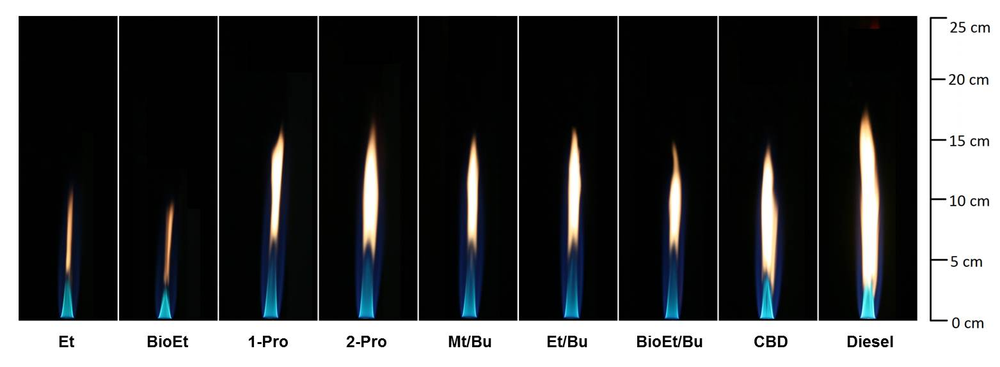 25 cm
20 cm
15 cm
10 cm
5 cm
0 cm
Et BioEt 1-Pro 2-Pro Mt/Bu Et/Bu BioEt/Bu CBD Diesel